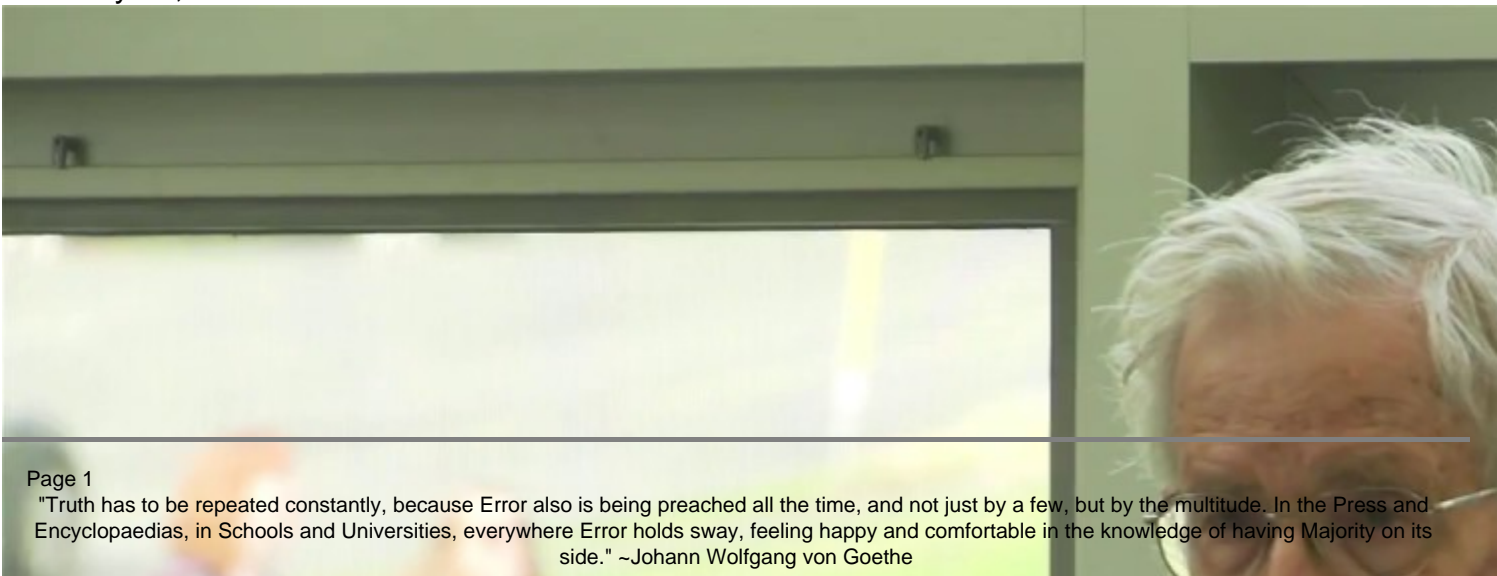 Page 1
"Truth has to be repeated constantly, because Error also is being preached all the time, and not just by a few, but by the multitude. In the Press and
Encyclopaedias, in Schools and Universities, everywhere Error holds sway, feeling happy and comfortable in the knowledge of having Majority on its
side." ~Johann Wolfgang von Goethe